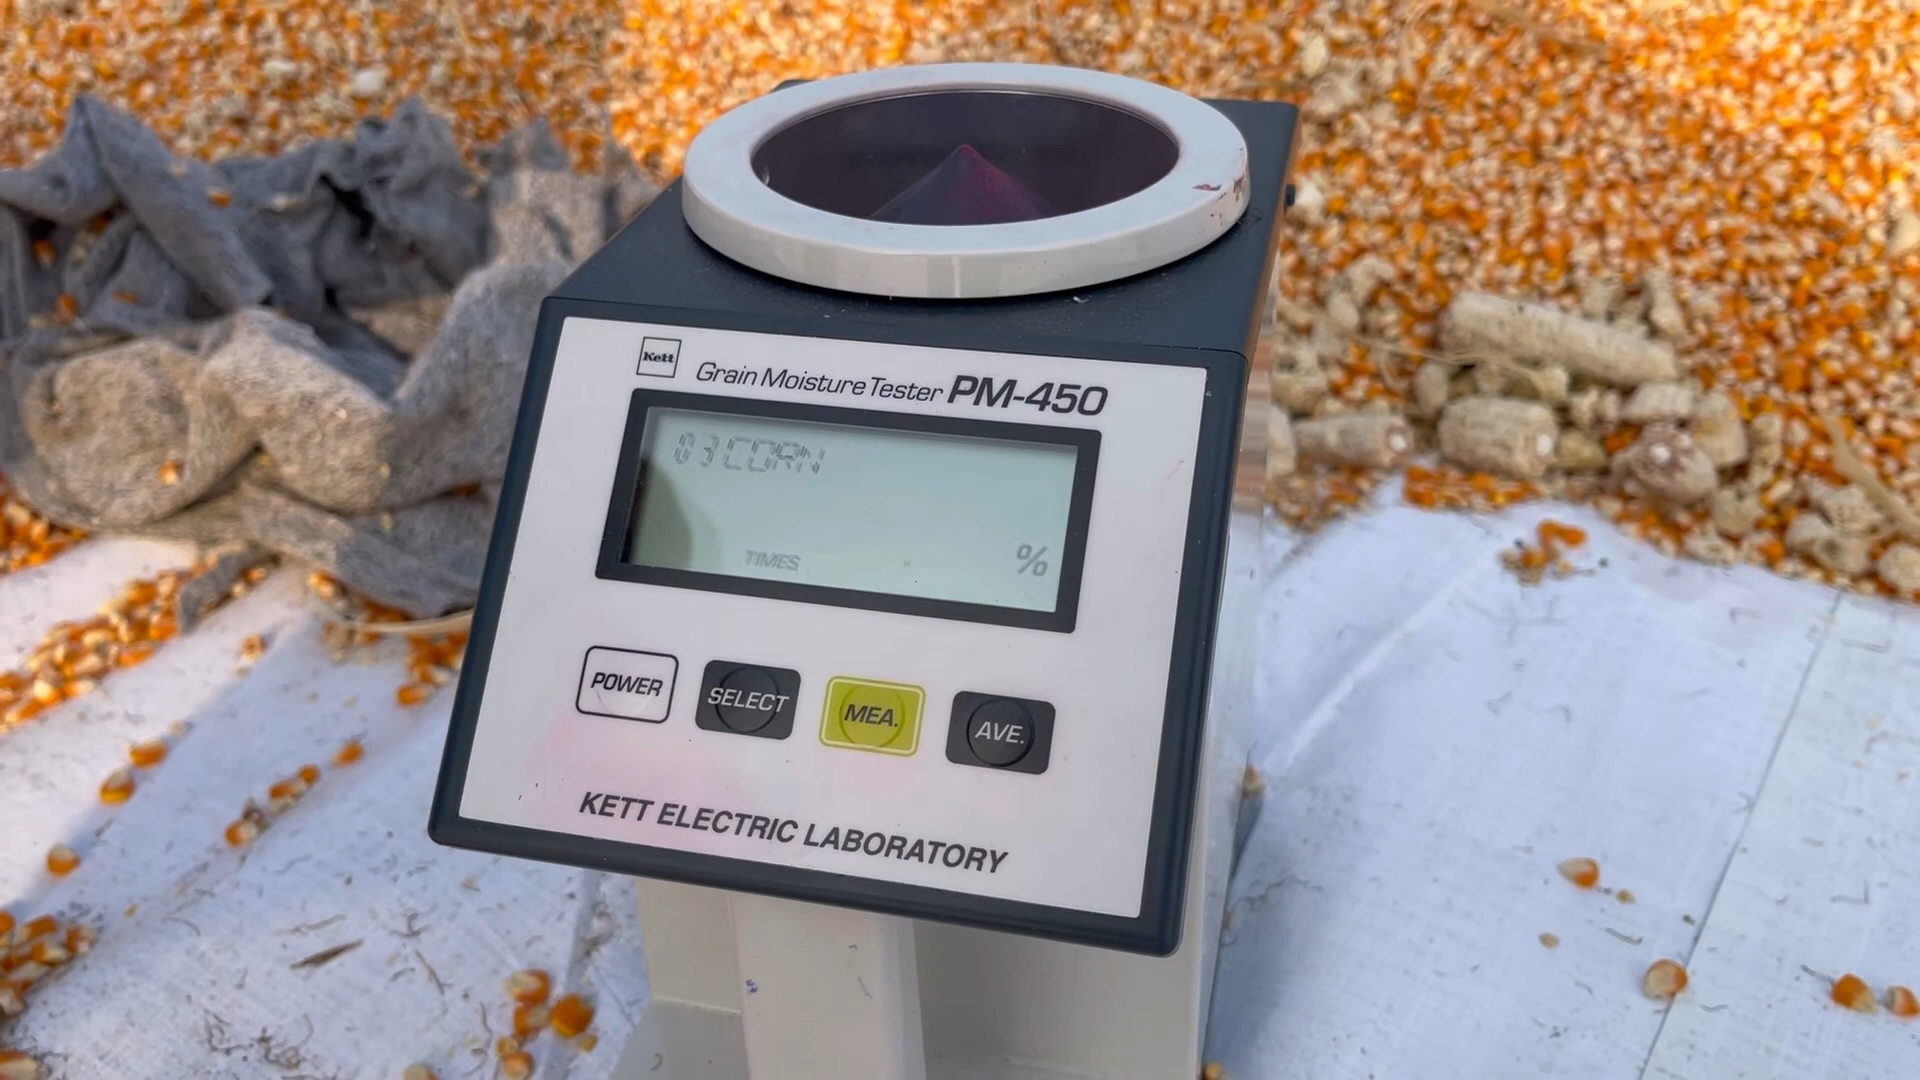 Kett
Grain Moisture Tester PM-450
03CORN
TIMES %
POWER SELECT MEA. AVE.
KETT ELECTRIC LABORATORY